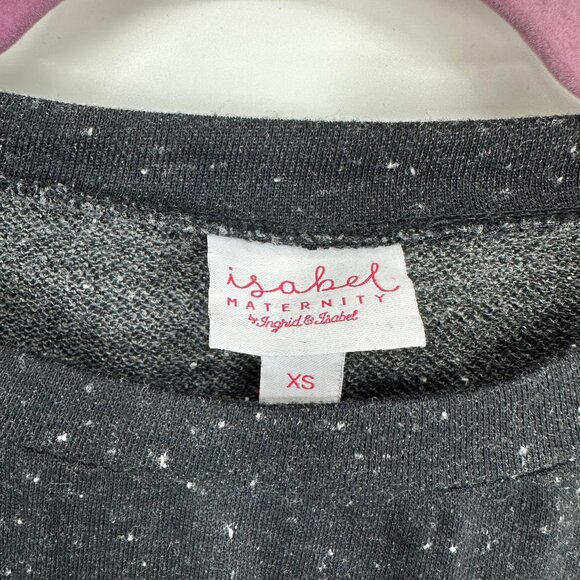 isabel
MATERNITY
by Ingrid & Isabel
XS